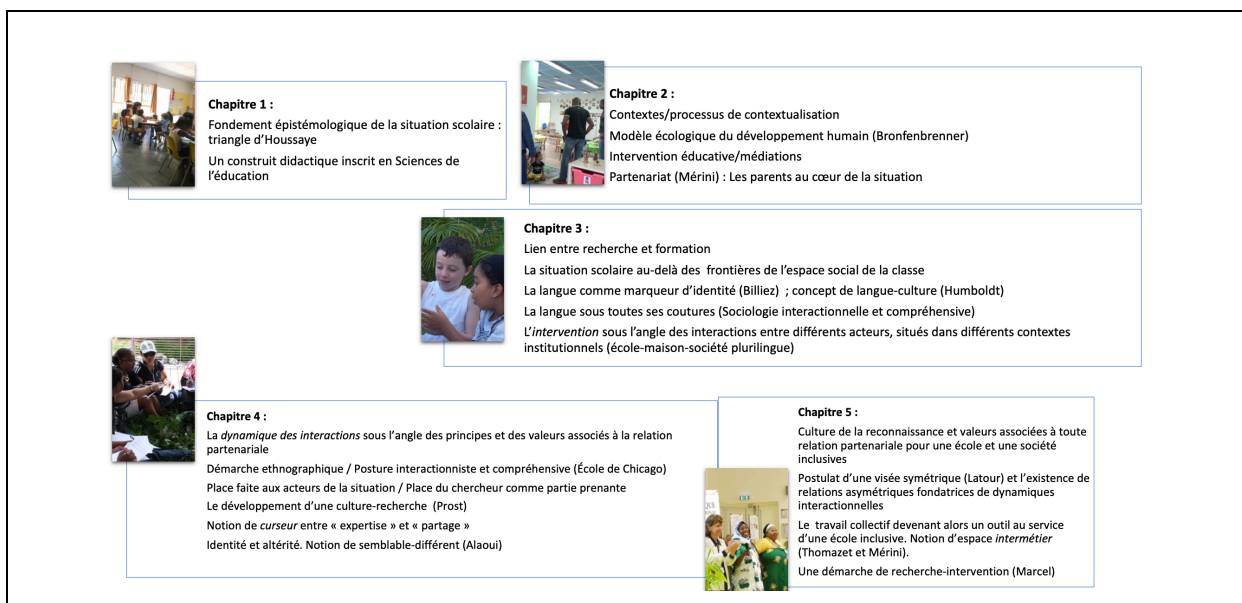 Chapitre 1 :
Fondement épistémologique de la situation scolaire :
triangle d’Houssaye
Un construit didactique inscrit en Sciences de
l’éducation
Chapitre 2 :
Contextes/processus de contextualisation
Modèle écologique du développement humain (Bronfenbrenner)
Intervention éducative/médiations
Partenariat (Mérini) : Les parents au cœur de la situation
Chapitre 3 :
Lien entre recherche et formation
La situation scolaire au-delà des frontières de l’espace social de la classe
La langue comme marqueur d’identité (Billiez) ; concept de langue-culture (Humboldt)
La langue sous toutes ses coutures (Sociologie interactionnelle et compréhensive)
L’intervention sous l’angle des interactions entre différents acteurs, situés dans différents contextes
institutionnels (école-maison-société plurilingue)
Chapitre 4 :
La dynamique des interactions sous l’angle des principes et des valeurs associés à la relation
partenariale
Démarche ethnographique / Posture interactionniste et compréhensive (École de Chicago)
Place faite aux acteurs de la situation / Place du chercheur comme partie prenante
Le développement d’une culture-recherche (Prost)
Notion de curseur entre « expertise » et « partage »
Identité et altérité. Notion de semblable-différent (Alaoui)
Chapitre 5 :
Culture de la reconnaissance et valeurs associées à toute
relation partenariale pour une école et une société
inclusives
Postulat d’une visée symétrique (Latour) et l’existence de
relations asymétriques fondatrices de dynamiques
interactionnelles
Le travail collectif devenant alors un outil au service
d’une école inclusive. Notion d’espace intermétier
(Thomazet et Mérini).
Une démarche de recherche-intervention (Marcel)